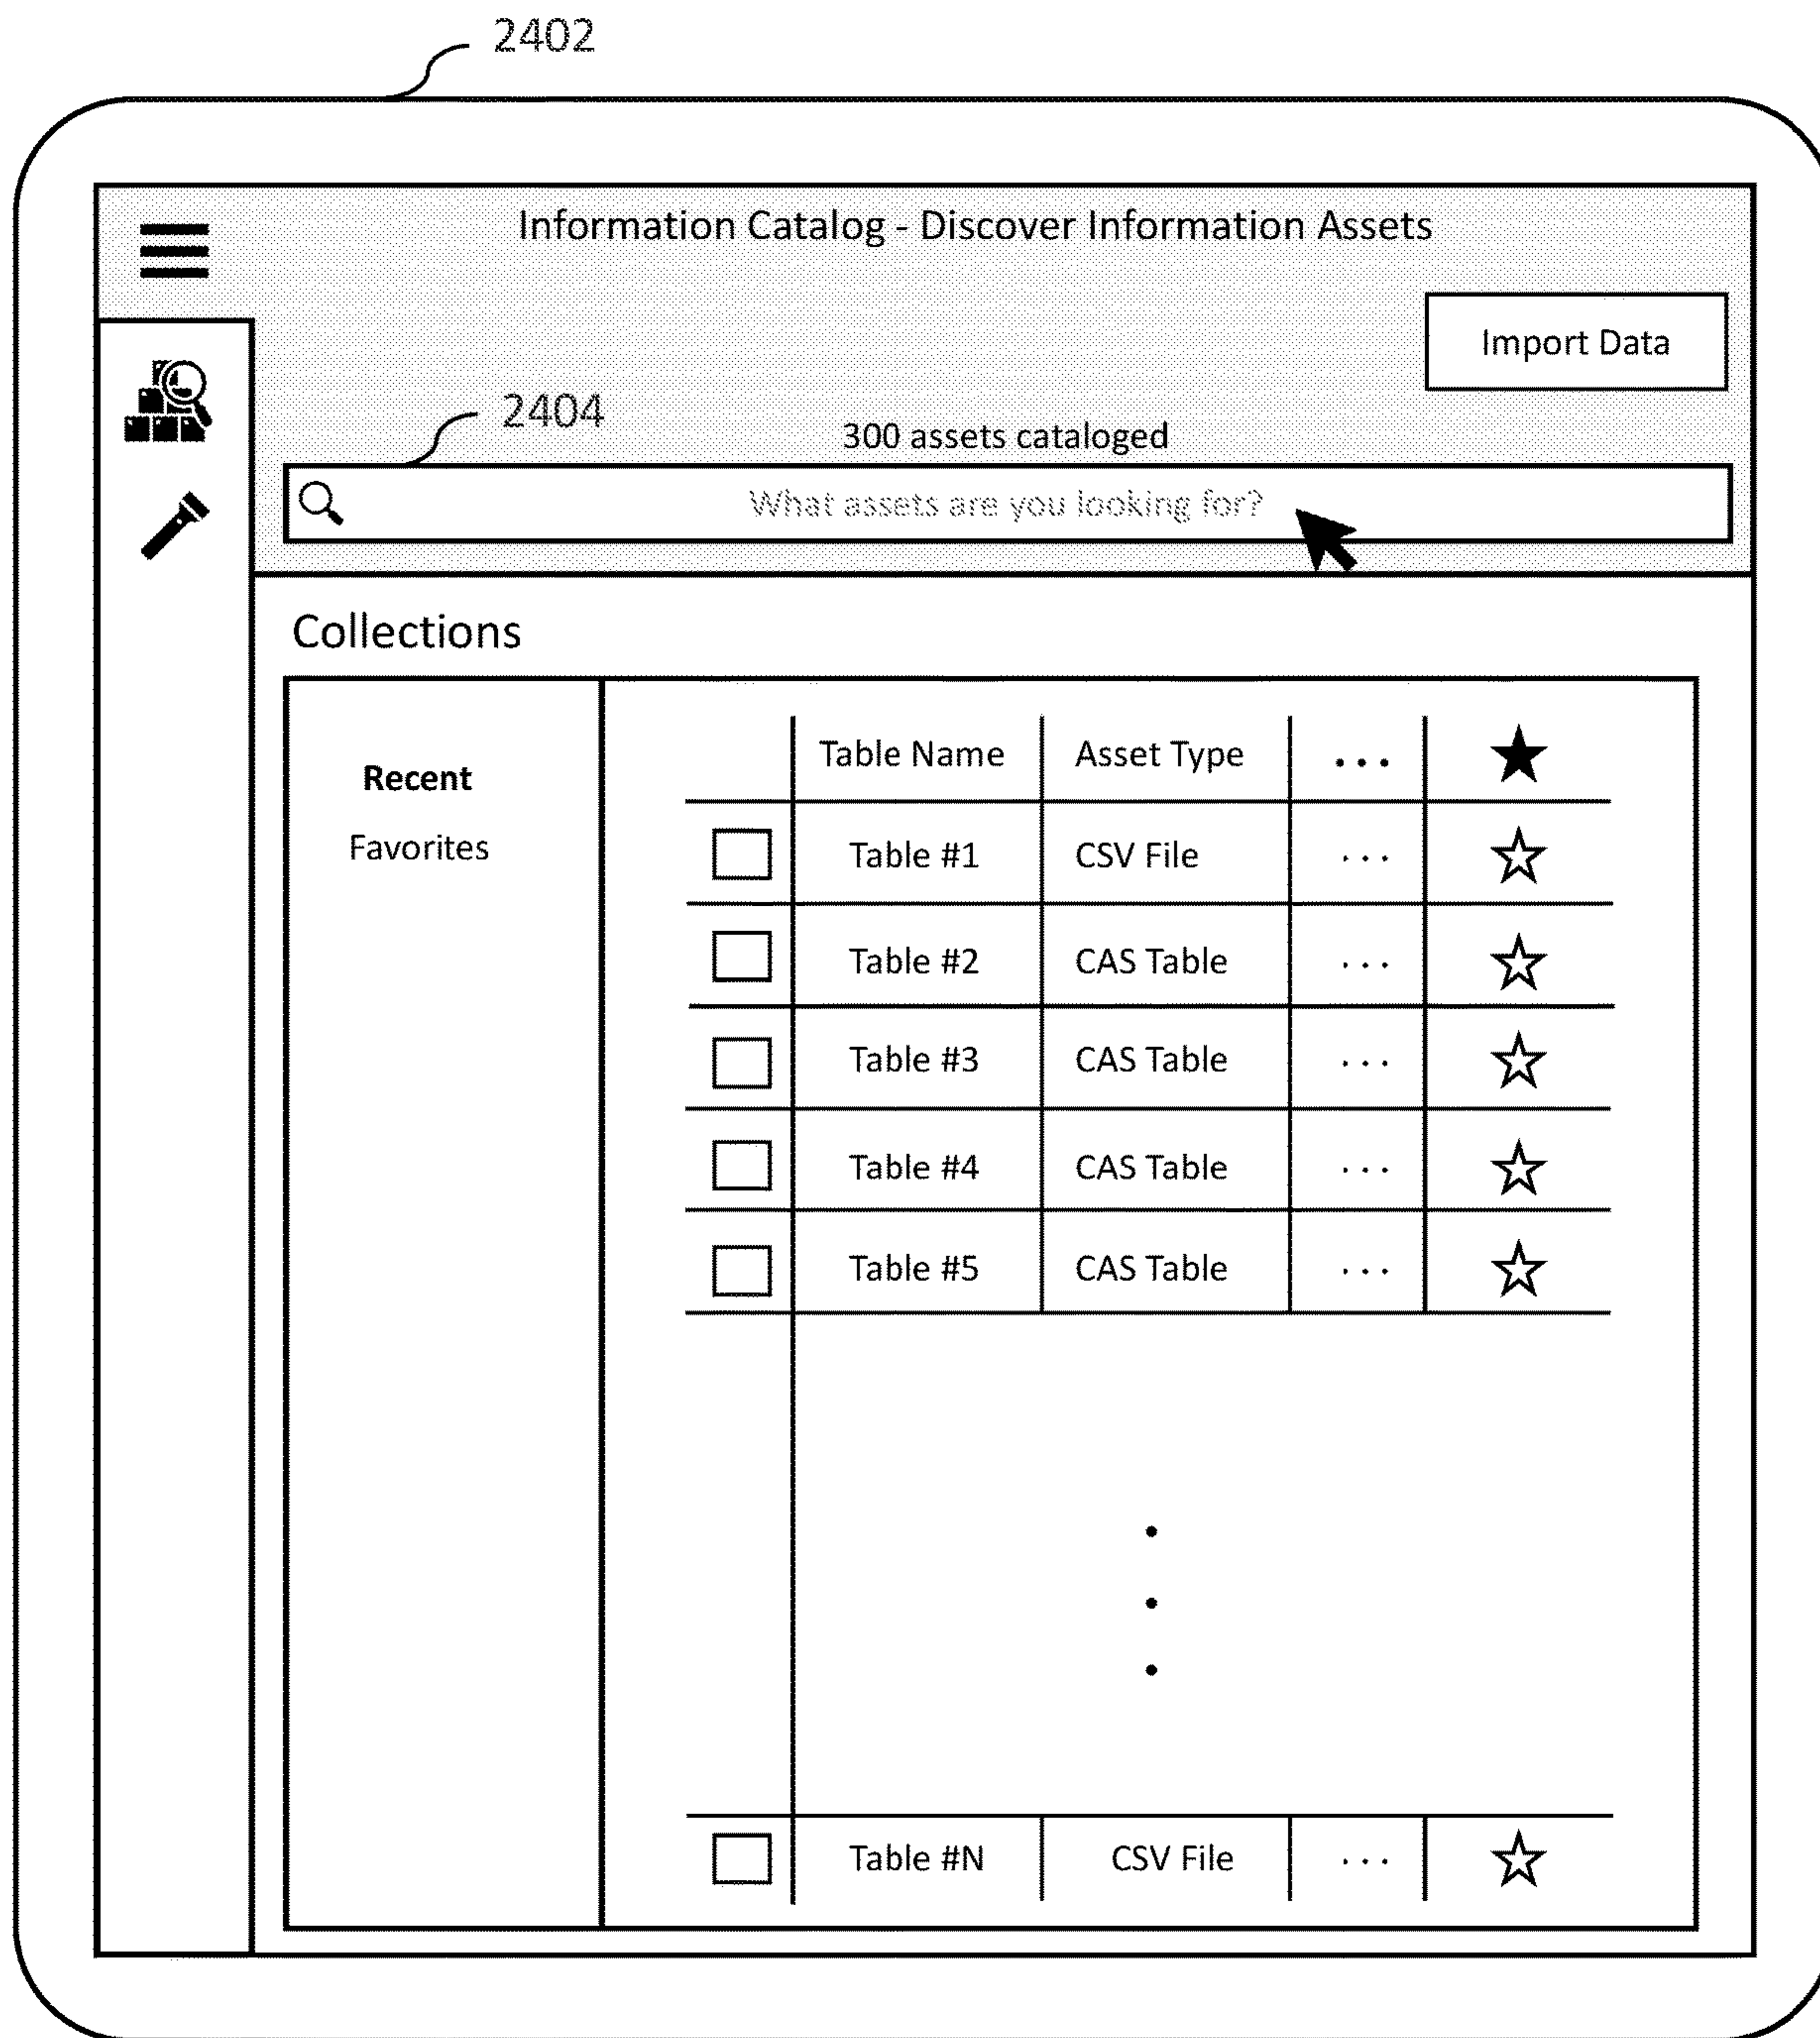 2402
Information Catalog - Discover Information Assets
Import Data
2404
300 assets cataloged
What assets are you looking for?
Collections
Recent
Favorites
Table Name Asset Type ...
Table #1 CSV File ...
Table #2 CAS Table ...
Table #3 CAS Table ...
Table #4 CAS Table ...
Table #5 CAS Table ...
Table #N CSV File ...